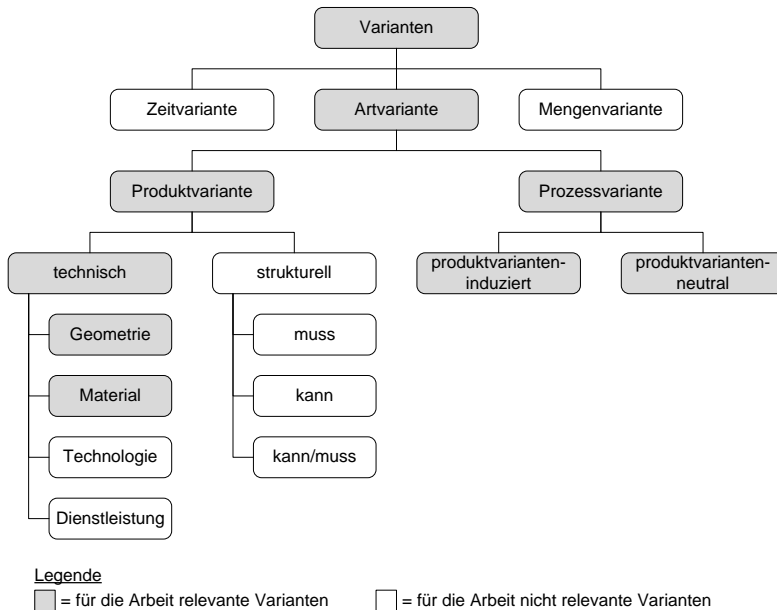 Varianten
Zeitvariante
Artvariante
Mengenvariante
Produktvariante
Prozessvariante
technisch
strukturell
produktvarianten-
induziert
produktvarianten-
neutral
Geometrie
muss
Material
kann
Technologie
kann/muss
Dienstleistung
Legende
= für die Arbeit relevante Varianten
= für die Arbeit nicht relevante Varianten